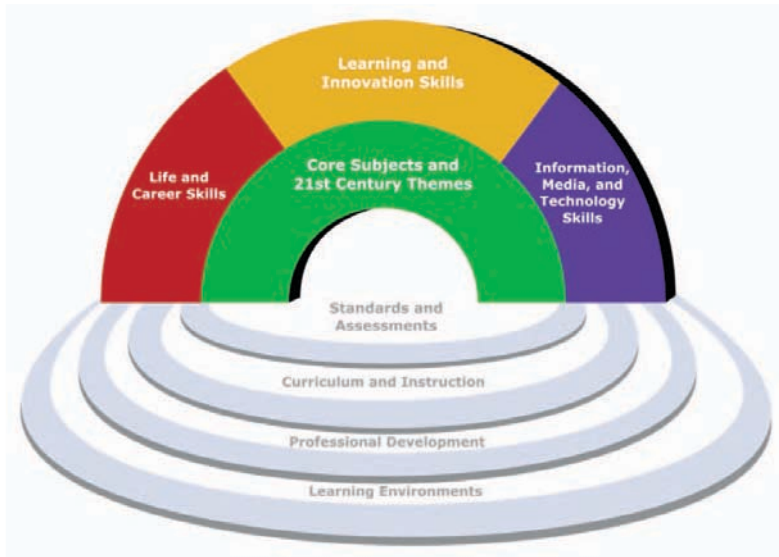 Learning and
Innovation Skills
Core Subjects and
21st Century Themes
Life and
Career Skills
Information,
Media, and
Technology
Skills
Standards and
Assessments
Curriculum and Instruction
Professional Development
Learning Environments